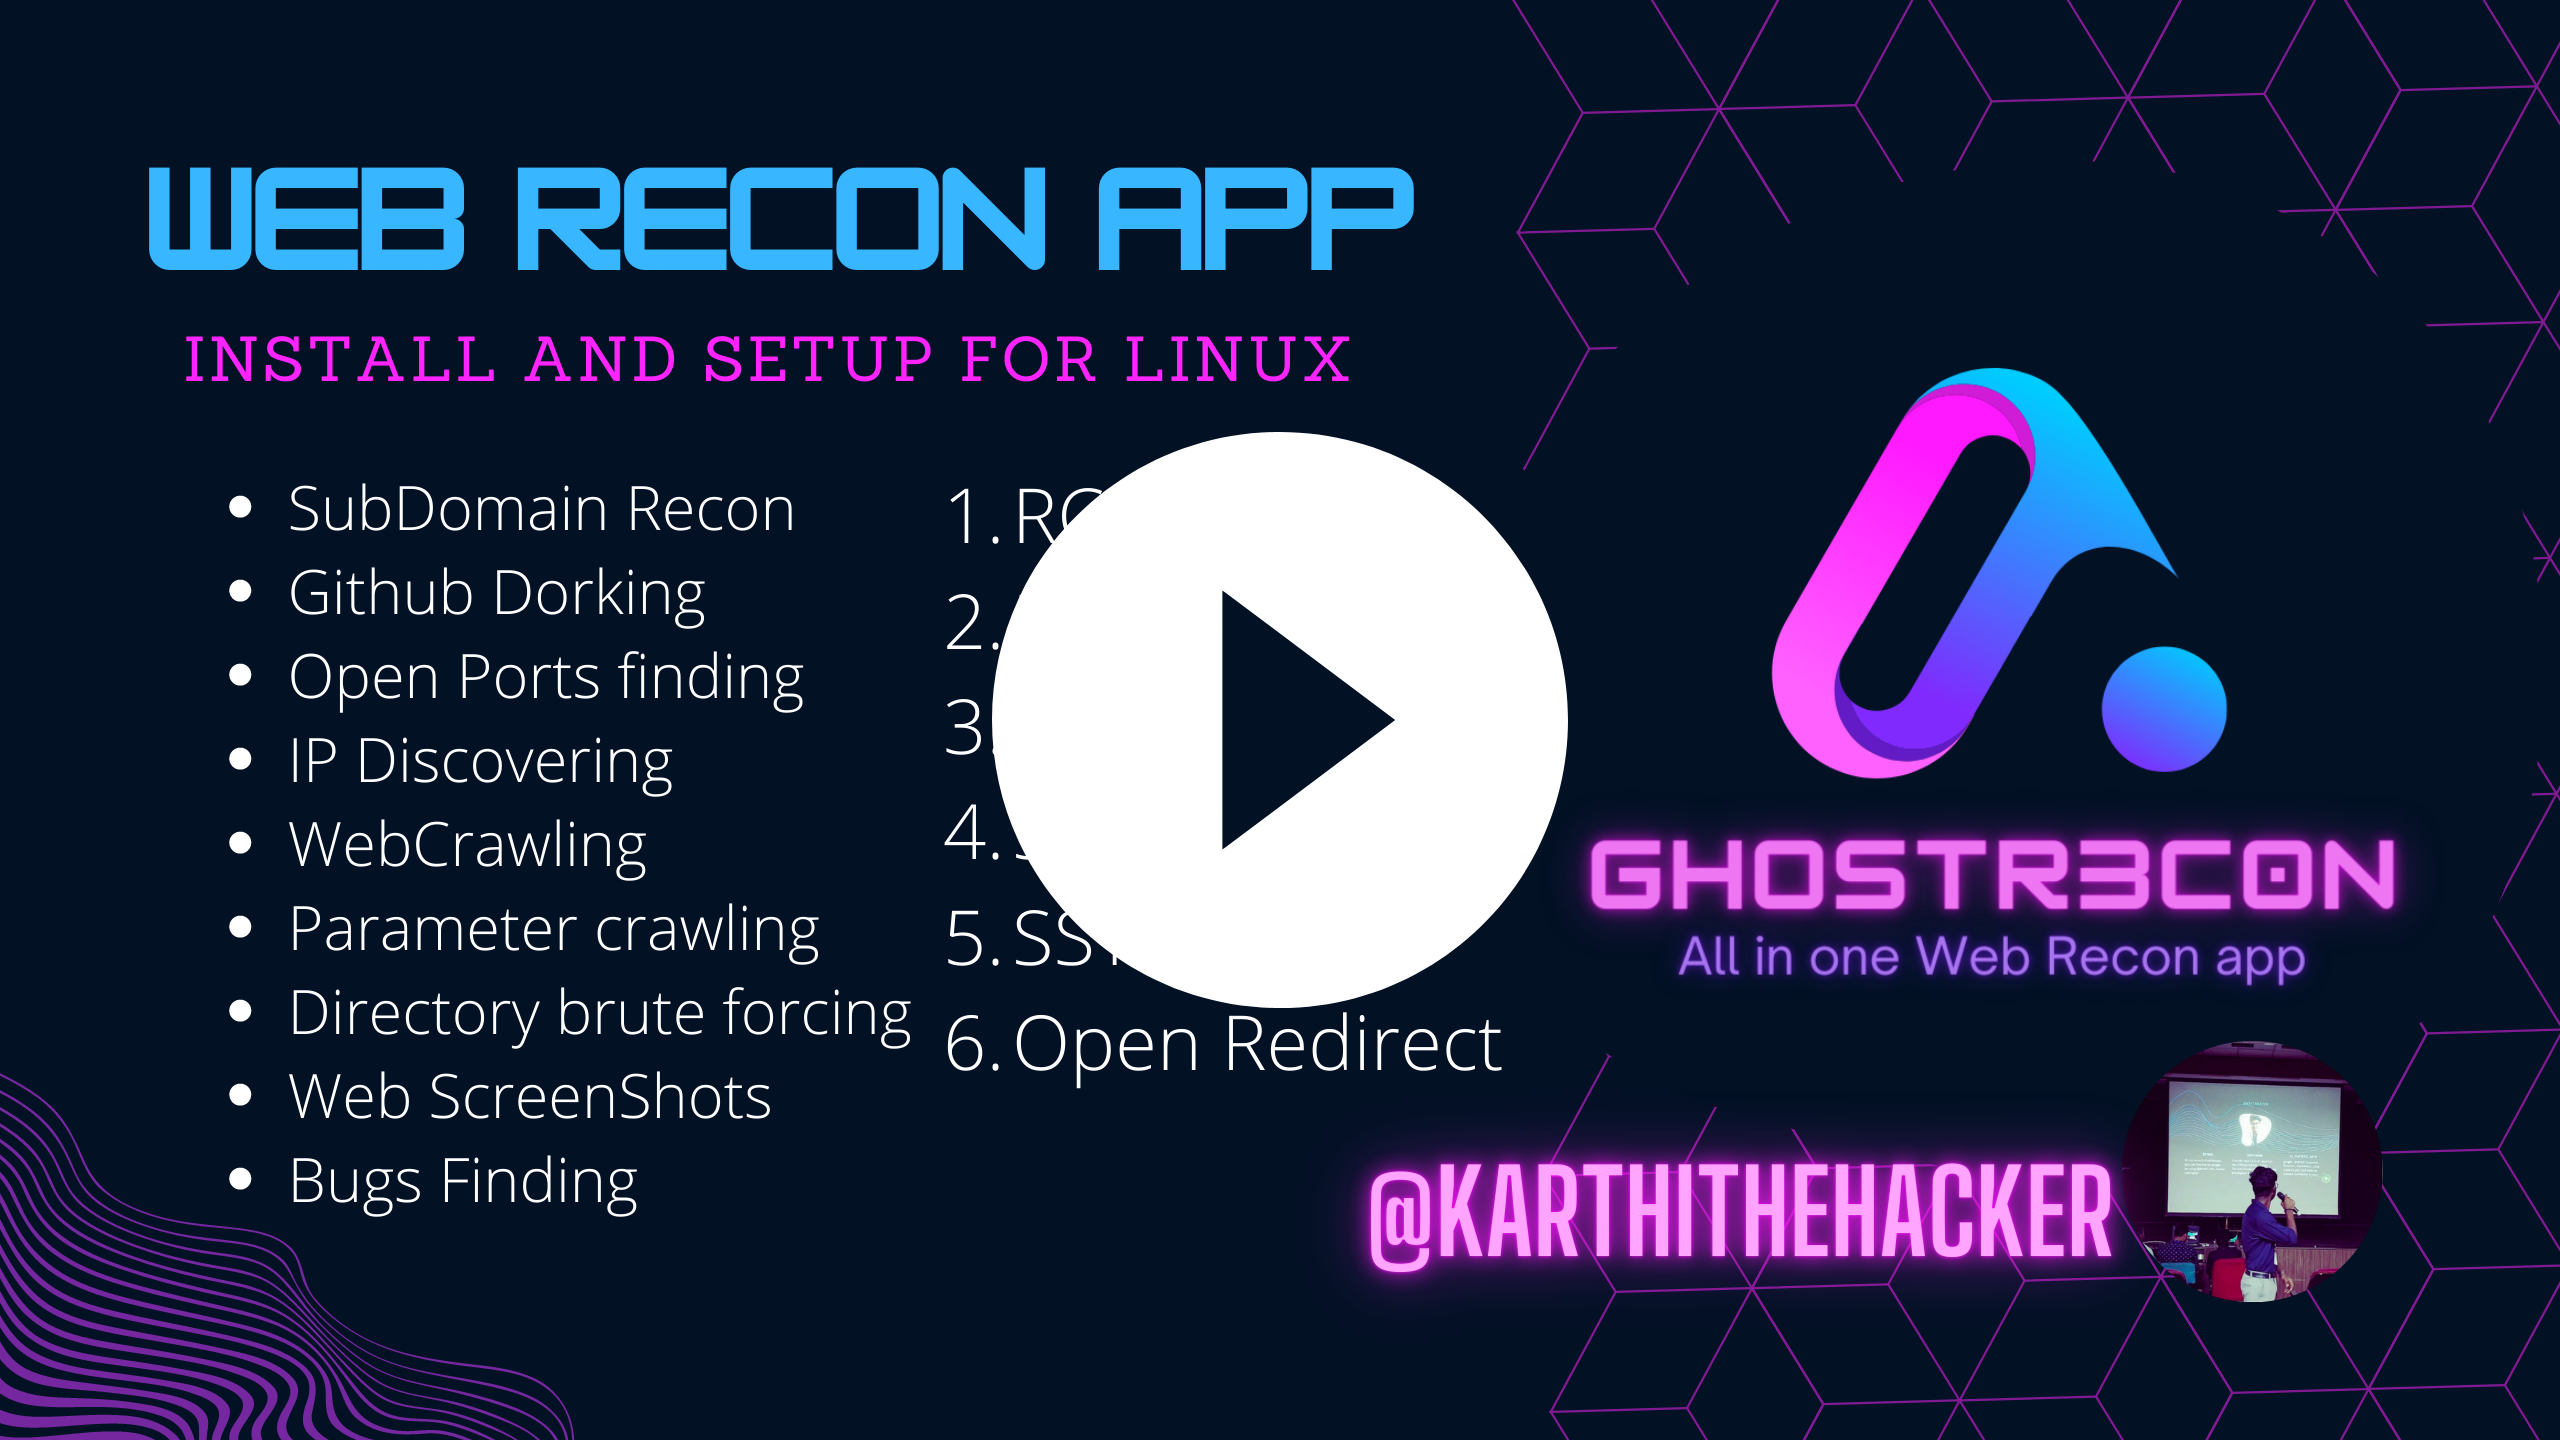 WEB RECON APP
INSTALL AND SETUP FOR LINUX
SubDomain Recon
Github Dorking
Open Ports finding
IP Discovering
WebCrawling
Parameter crawling
Directory brute forcing
Web ScreenShots
Bugs Finding
1.
2.
3.
4.
5.
6. Open Redirect
GHOSTR3C0N
All in one Web Recon app
@KARTHITHEHACKER